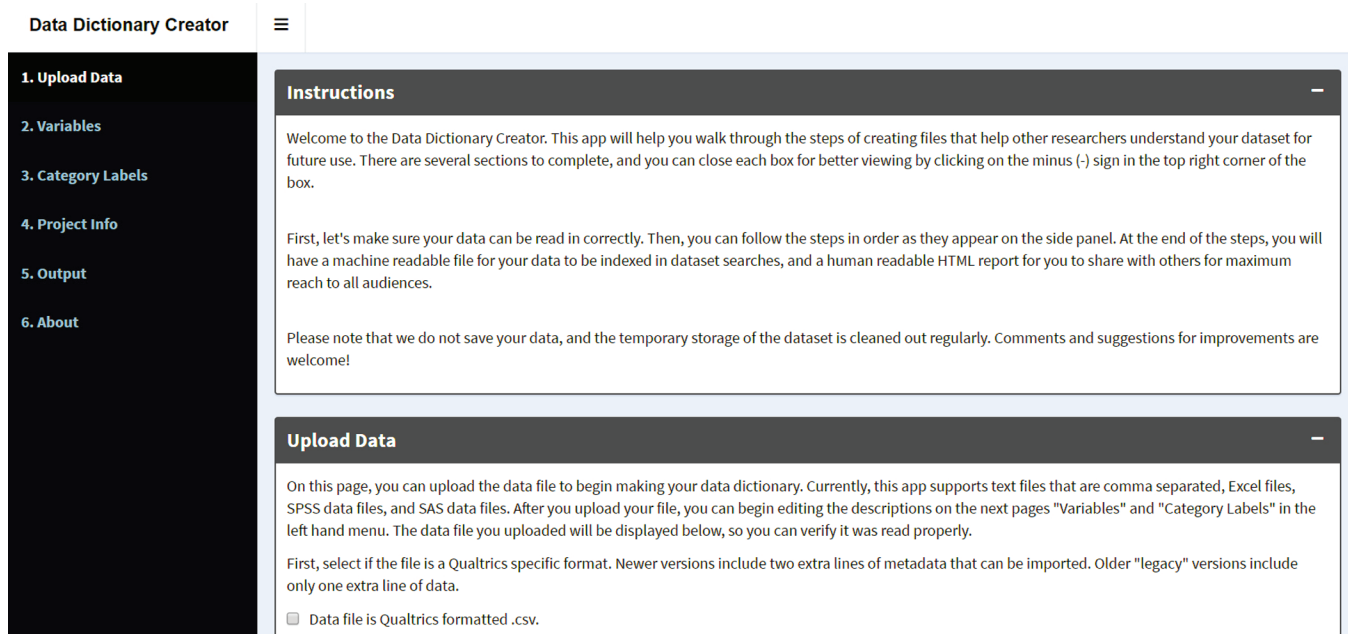 Data Dictionary Creator
1. Upload Data
2. Variables
3. Category Labels
4. Project Info
5. Output
6. About
Instructions
Welcome to the Data Dictionary Creator. This app will help you walk through the steps of creating files that help other researchers understand your dataset for
future use. There are several sections to complete, and you can close each box for better viewing by clicking on the minus (-) sign in the top right corner of the
box.
First, let's make sure your data can be read in correctly. Then, you can follow the steps in order as they appear on the side panel. At the end of the steps, you will
have a machine readable file for your data to be indexed in dataset searches, and a human readable HTML report for you to share with others for maximum
reach to all audiences.
Please note that we do not save your data, and the temporary storage of the dataset is cleaned out regularly. Comments and suggestions for improvements are
welcome!
Upload Data
On this page, you can upload the data file to begin making your data dictionary. Currently, this app supports text files that are comma separated, Excel files,
SPSS data files, and SAS data files. After you upload your file, you can begin editing the descriptions on the next pages "Variables" and "Category Labels" in the
left hand menu. The data file you uploaded will be displayed below, so you can verify it was read properly.
First, select if the file is a Qualtrics specific format. Newer versions include two extra lines of metadata that can be imported. Older "legacy" versions include
only one extra line of data.
Data file is Qualtrics formatted .csv.